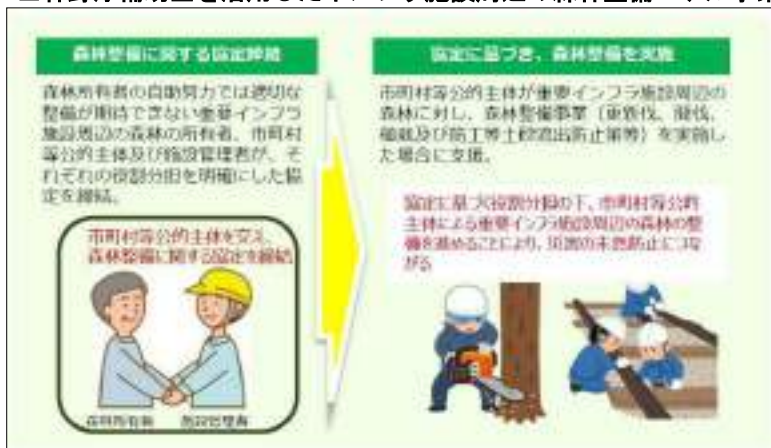 森林整備に関する協定締結
森林所有者の自助努力では適切な
整備が期待できない重要インフラ
施設周辺の森林の所有者、市町村
等公的主体及び施設管理者が、そ
れぞれの役割分担を明確にした協
定を締結。
市町村等公的主体を交え、
森林整備に関する協定を締結
森林所有者
施設管理者
協定に基づき、森林整備を実施
市町村等公的主体が重要インフラ施設周辺の
森林に対し、森林整備事業（更新伐、
植栽及び筋工等土砂流出防止策等）を実施し
た場合に支援。
協定に基づく役割分担の下、市町村等公的
主体による重要インフラ施設周辺の森林の整
備を進めることにより、災害の未然防止につな
がる